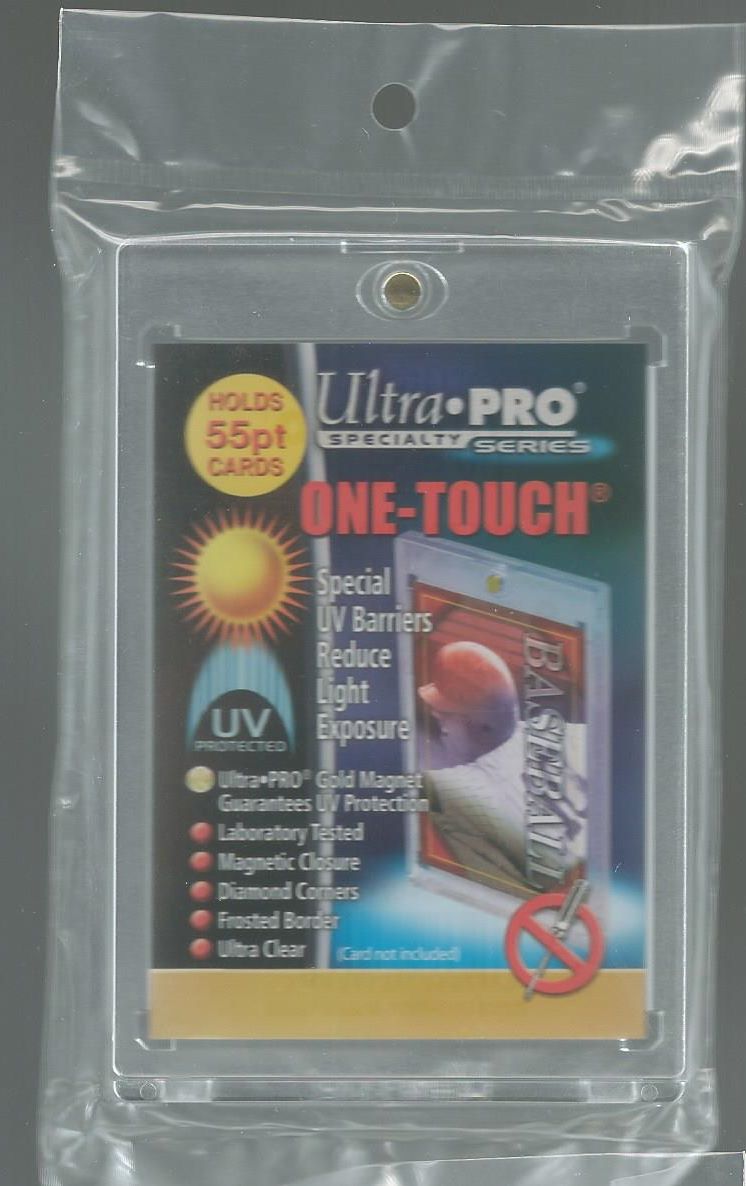 HOLDS
55pt
CARDS
Ultra•PRO®
SPECIALTY SERIES
ONE-TOUCH®
Special
UV Barriers
Reduce
Light
Exposure
BASEBALL
UV
PROTECTED
Ultra•PRO® Gold Magnet
Guarantees UV Protection
Laboratory Tested
Magnetic Closure
Diamond Corners
Frosted Border
Ultra Clear
(Card not included)